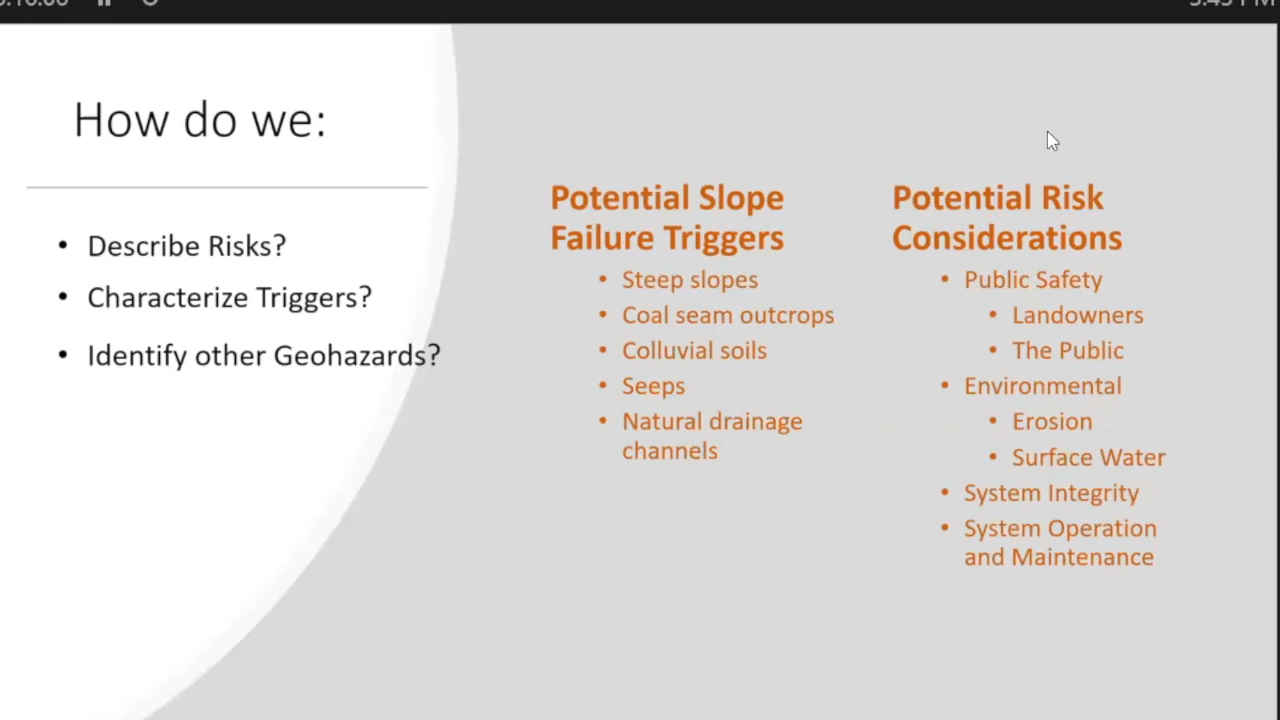 How do we:
• Describe Risks?
• Characterize Triggers?
• Identify other Geohazards?
Potential Slope
Failure Triggers
• Steep slopes
• Coal seam outcrops
• Colluvial soils
• Seeps
• Natural drainage
channels
Potential Risk
Considerations
• Public Safety
• Landowners
• The Public
• Environmental
• Erosion
• Surface Water
• System Integrity
• System Operation
and Maintenance